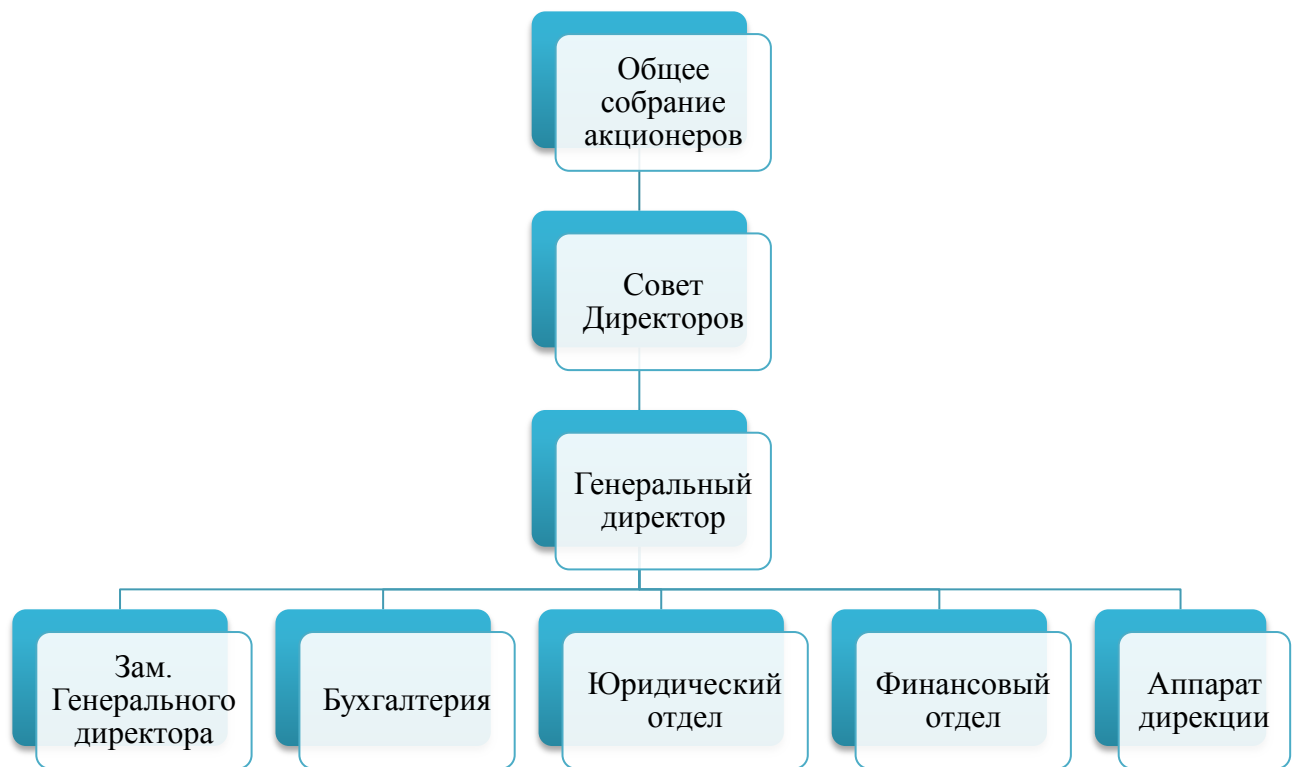 Общее
собрание
акционеров
Совет
Директоров
Генеральный
директор
Зам.
Генерального
директора
Бухгалтерия
Юридический
отдел
Финансовый
отдел
Аппарат
дирекции